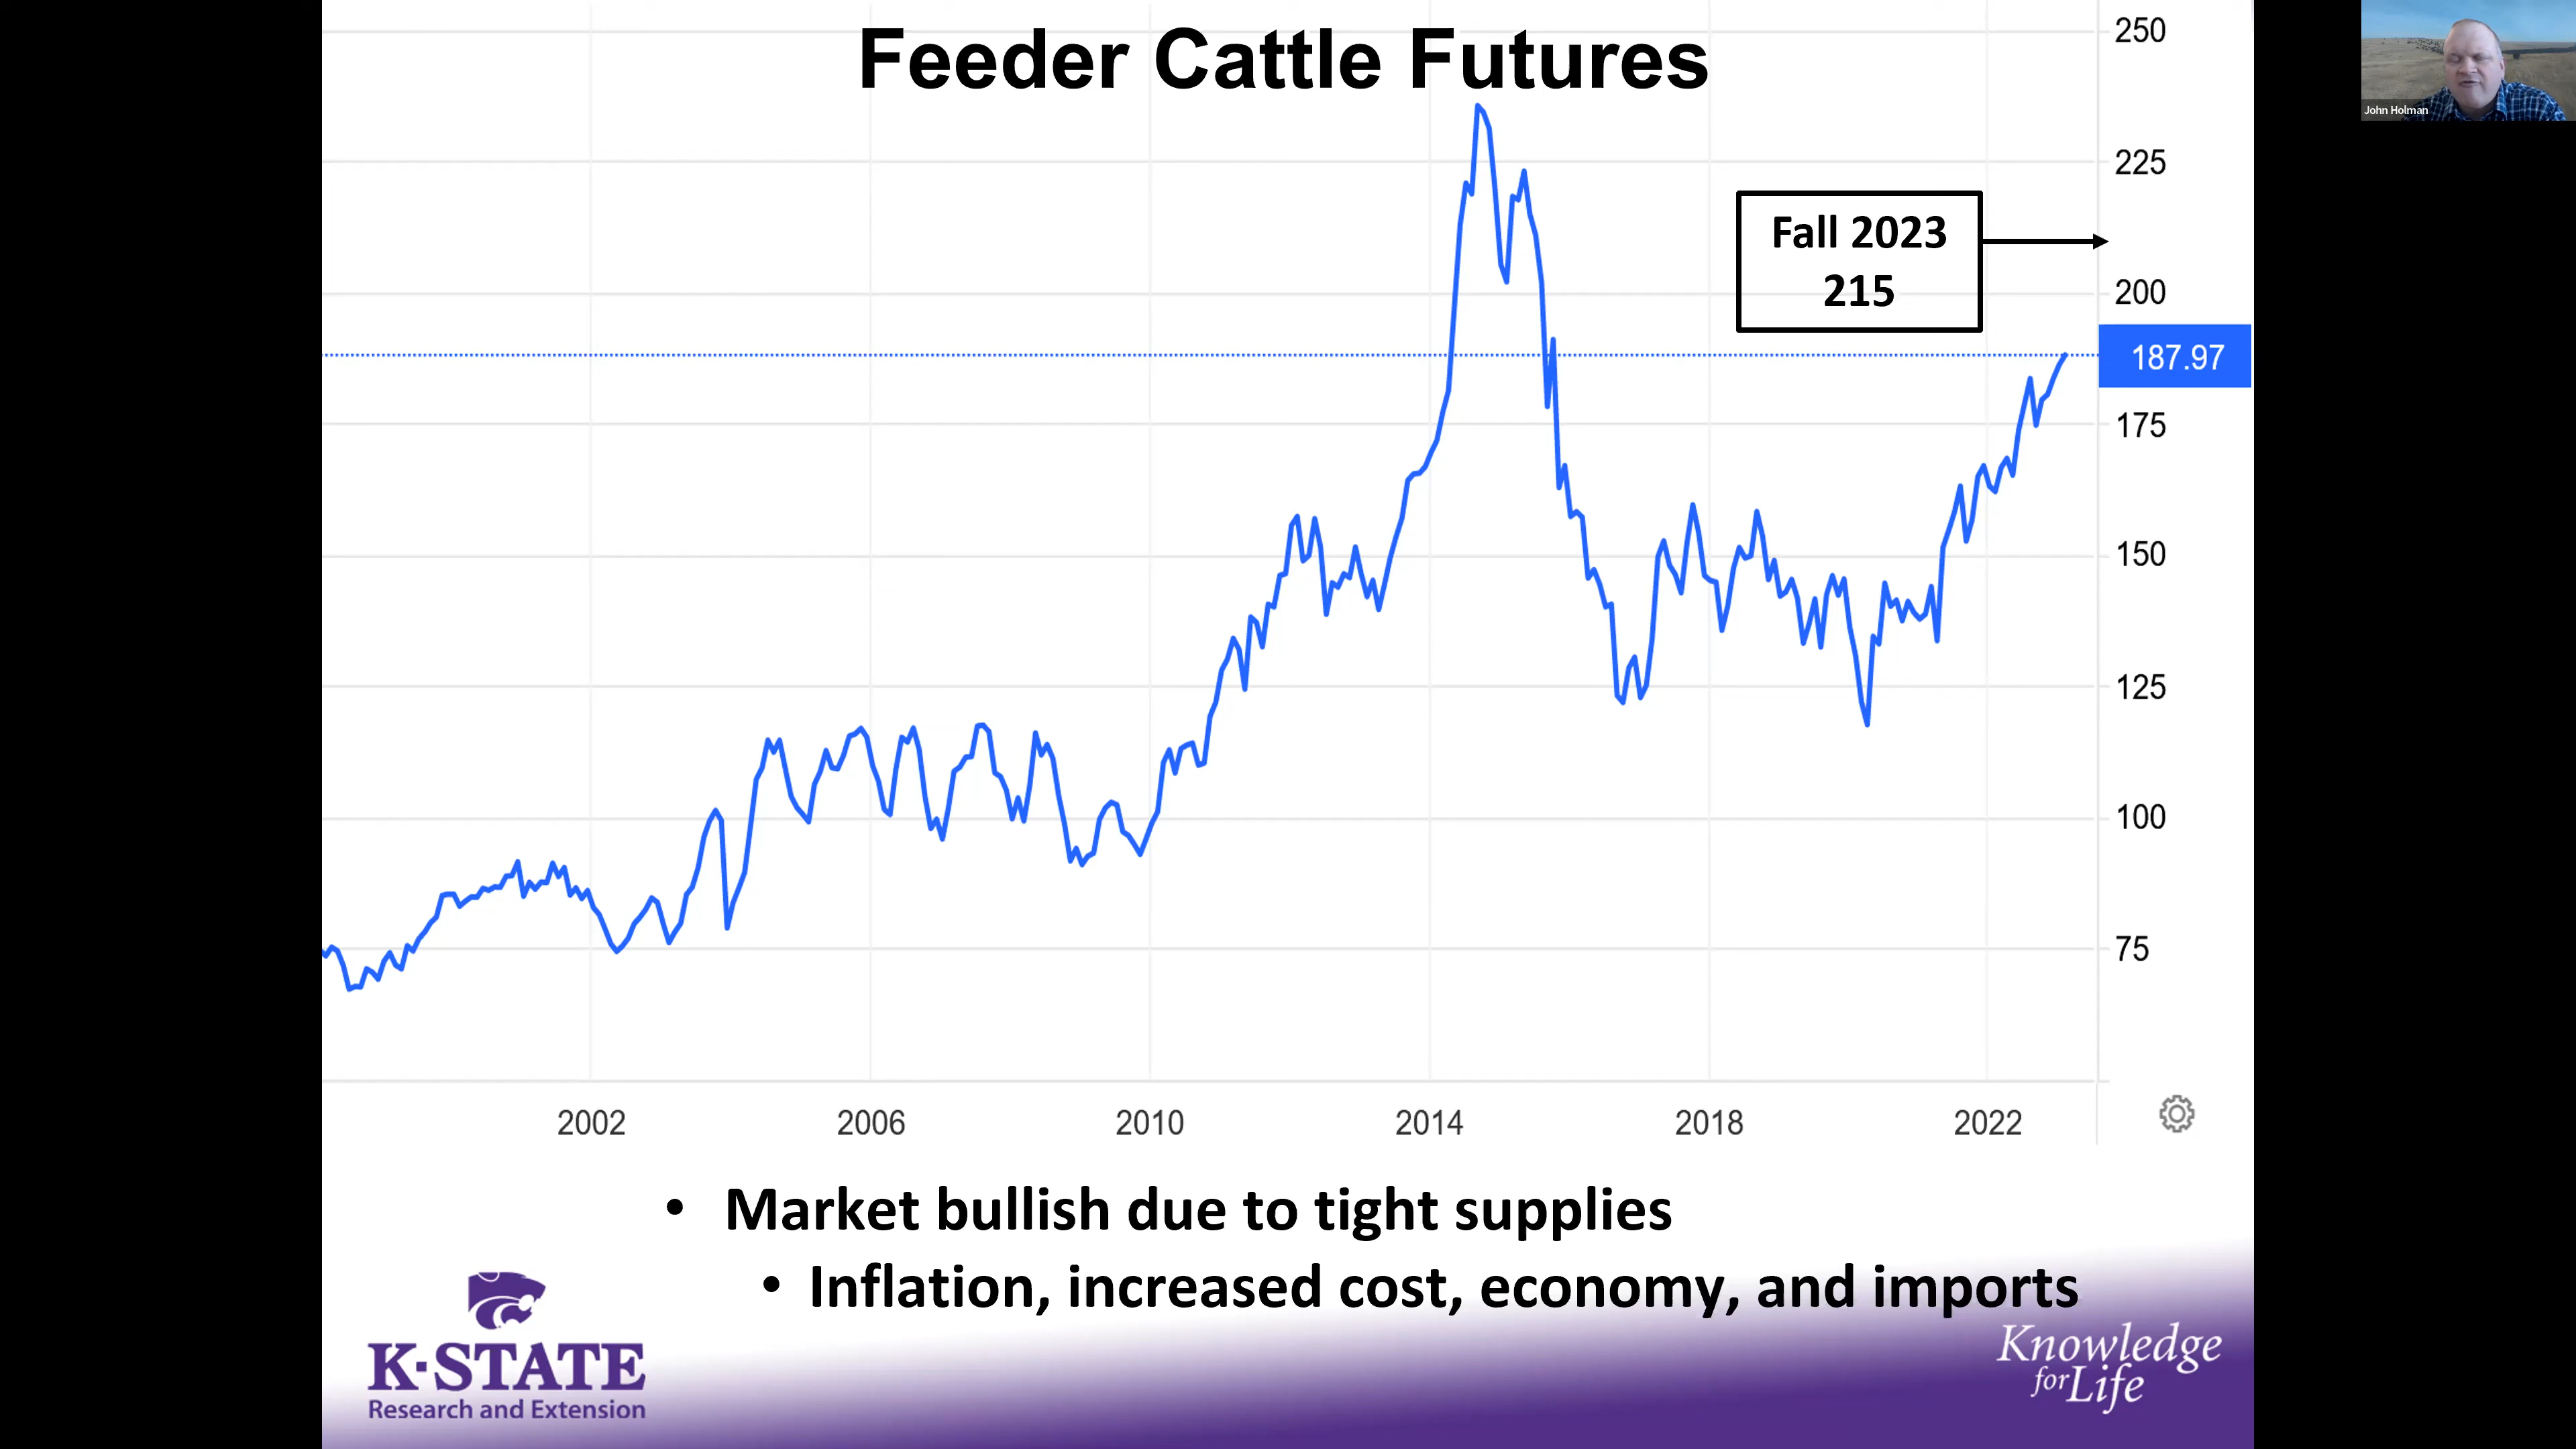 Feeder Cattle Futures
John Holman
250
225
Fall 2023
215
200
187.97
175
150
125
100
75
2002 2006 2010 2014 2018 2022
• Market bullish due to tight supplies
• Inflation, increased cost, economy, and imports
K-STATE
Research and Extension
Knowledge
for Life